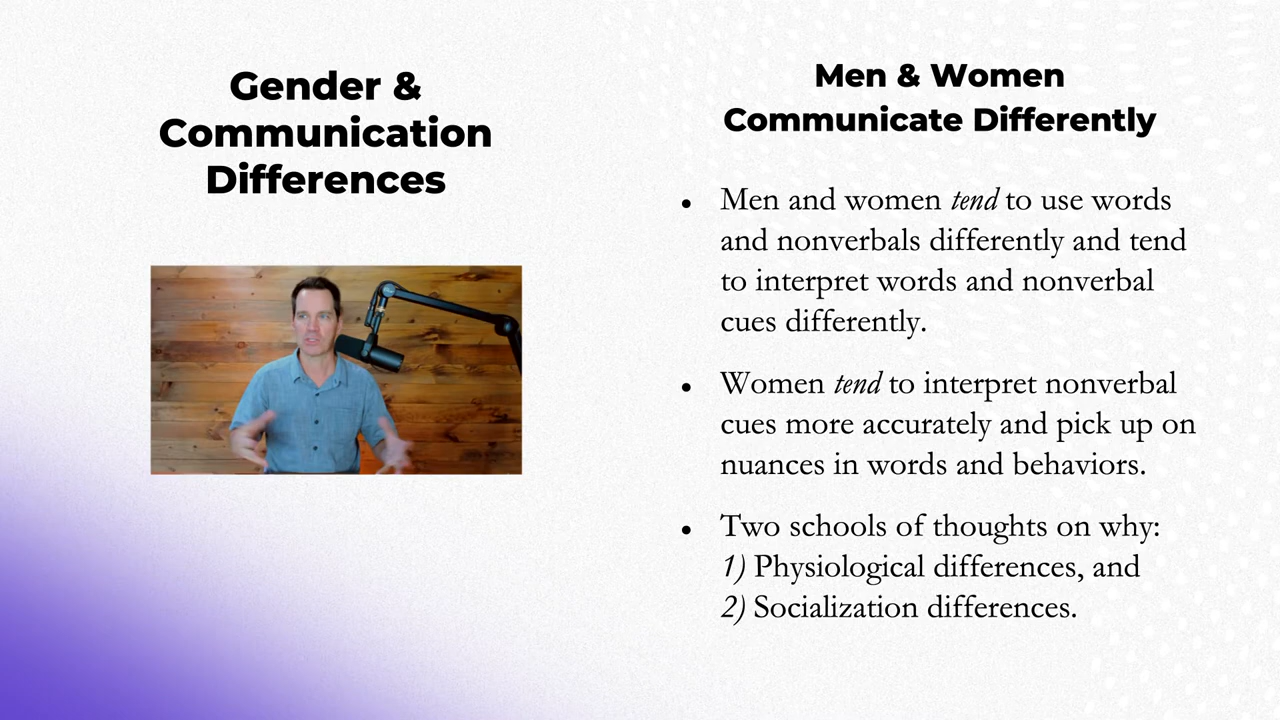 Gender &
Communication
Differences
Men & Women
Communicate Differently
• Men and women tend to use words
and nonverbals differently and tend
to interpret words and nonverbal
cues differently.
• Women tend to interpret nonverbal
cues more accurately and pick up on
nuances in words and behaviors.
• Two schools of thoughts on why:
1) Physiological differences, and
2) Socialization differences.